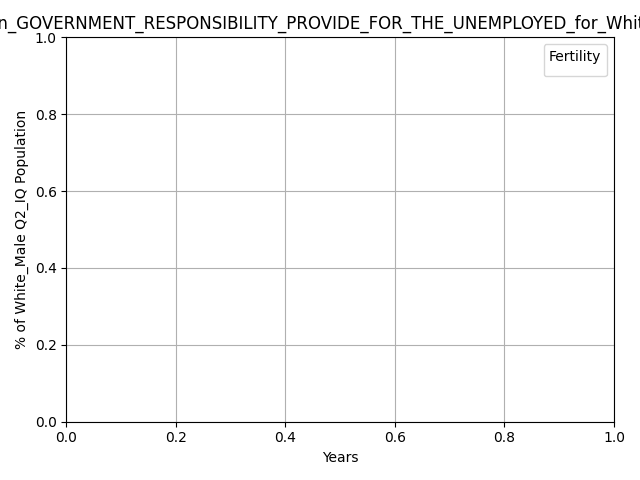 n_GOVERNMENT_RESPONSIBILITY_PROVIDE_FOR_THE_UNEMPLOYED_for_Whit
Fertility
% of White_Male Q2_IQ Population
1.0
0.8
0.6
0.4
0.2
0.0
0.0 0.2 0.4 0.6 0.8 1.0
Years